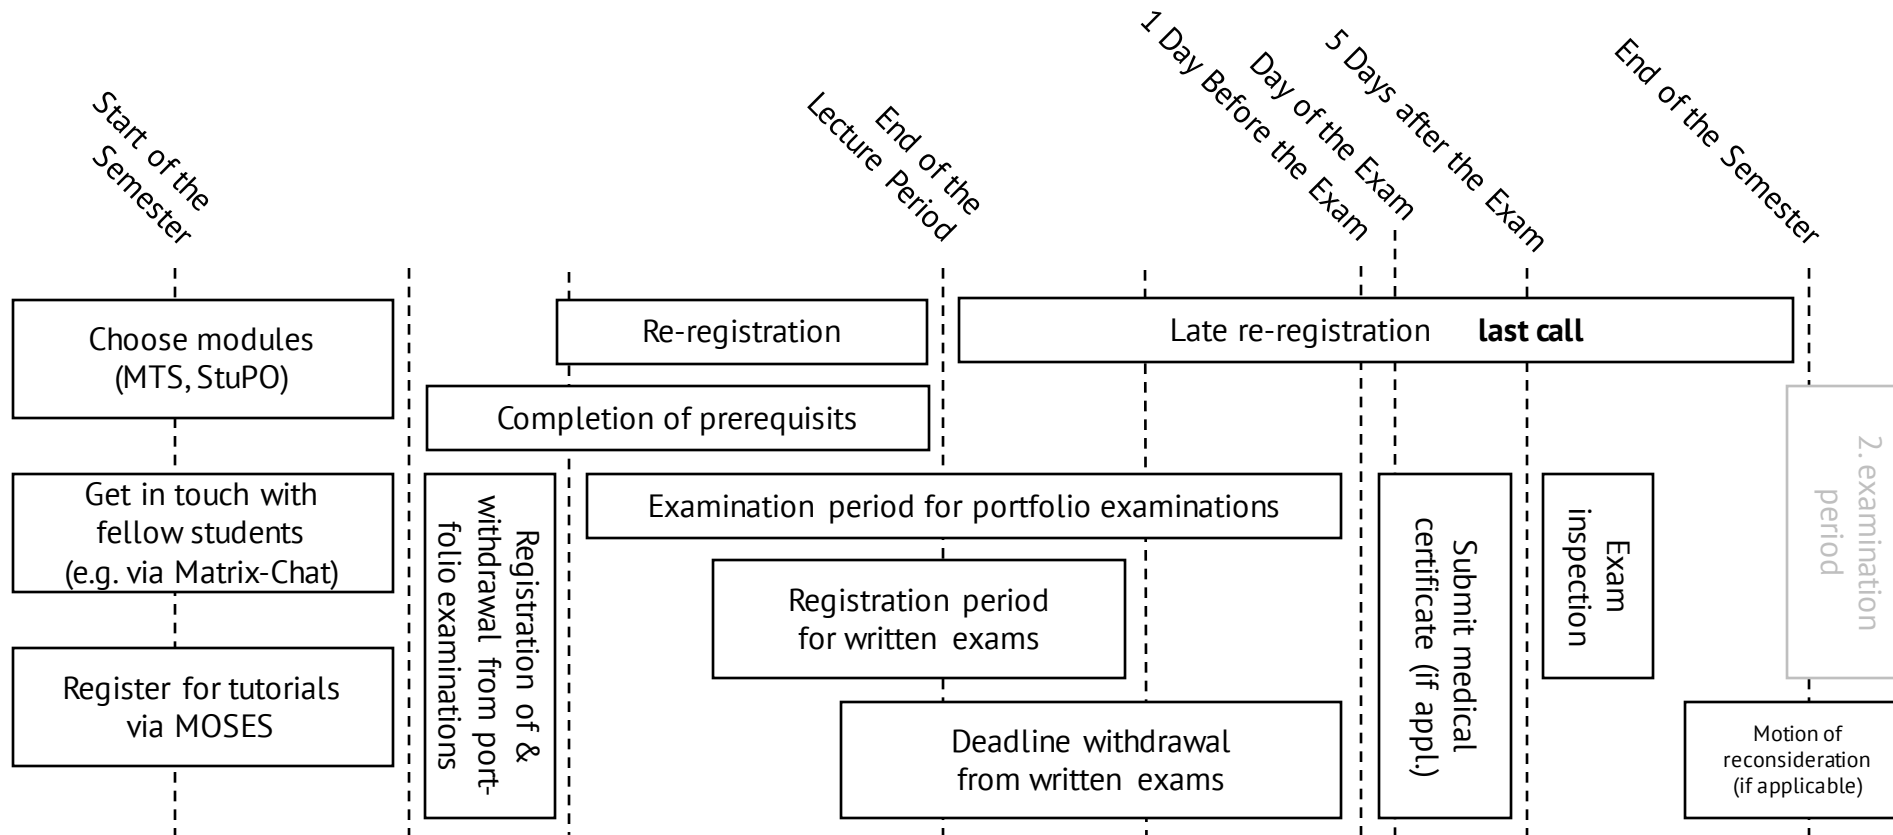 Start of the
Semester
End of the
Lecture Period
1 Day Before the Exam
Day of the Exam
5 Days after the Exam
End of the Semester
Choose modules
(MTS, StuPO)
Re-registration
Late re-registration last call
Completion of prerequisits
Get in touch with
fellow students
(e.g. via Matrix-Chat)
Registration of &
withdrawal from port-
folio examinations
Examination period for portfolio examinations
Registration period
for written exams
Submit medical
certificate (if appl.)
Exam
inspection
2. examination
period
Register for tutorials
via MOSES
Deadline withdrawal
from written exams
Motion of
reconsideration
(if applicable)